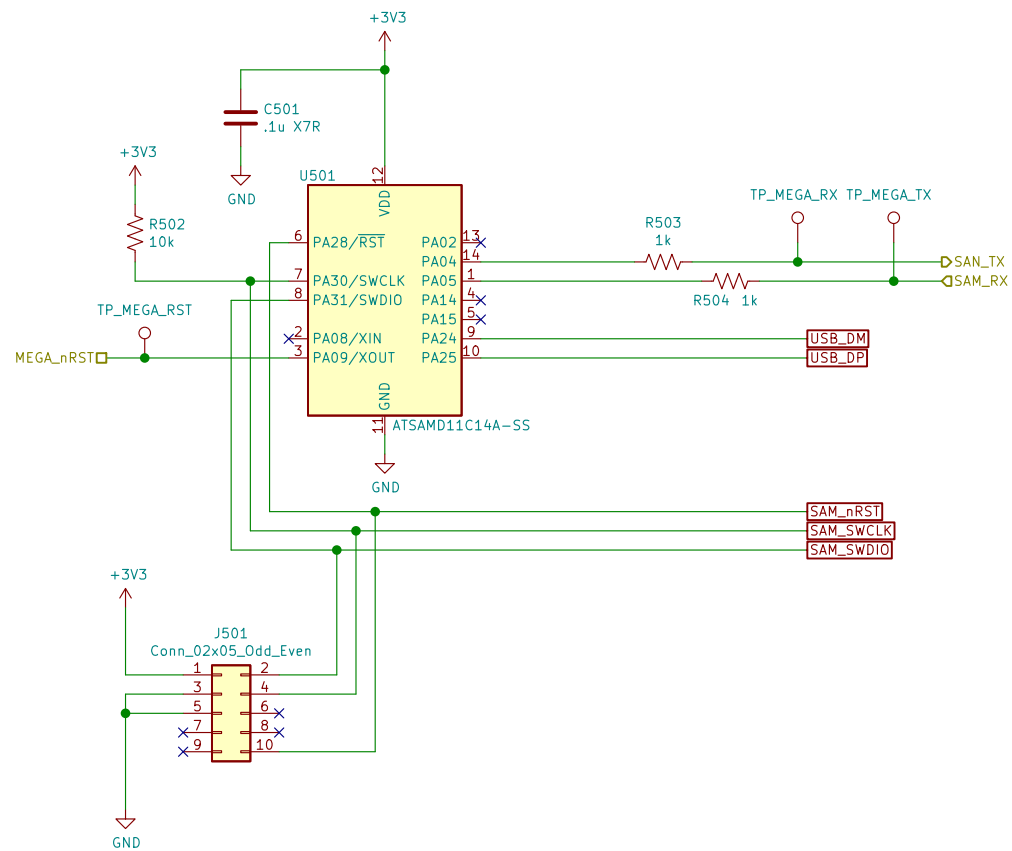 +3V3
C501
.1u X7R
+3V3
GND
R502
10k
U501
12
VDD
6
PA28/RST
7
PA30/SWCLK
8
PA31/SWDIO
2
PA08/XIN
3
PA09/XOUT
PA02
13
PA04
14
PA05
1
PA14
4
PA15
5
PA24
9
PA25
10
GND
11
ATSAMD11C14A-SS
GND
R503
1k
R504 1k
TP_MEGA_RX
TP_MEGA_TX
SAN_TX
SAM_RX
USB_DM
USB_DP
TP_MEGA_RST
MEGA_nRST
SAM_nRST
SAM_SWCLK
SAM_SWDIO
+3V3
J501
Conn_02x05_Odd_Even
1
2
3
4
5
6
7
8
9
10
GND